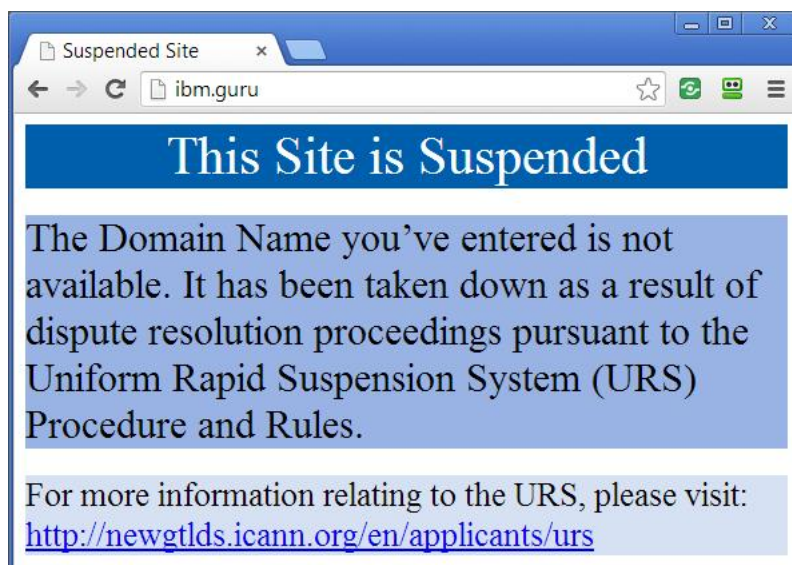 Suspended Site
ibm.guru
This Site is Suspended
The Domain Name you’ve entered is not
available. It has been taken down as a result of
dispute resolution proceedings pursuant to the
Uniform Rapid Suspension System (URS)
Procedure and Rules.
For more information relating to the URS, please visit:
http://newgtlds.icann.org/en/applicants/urs